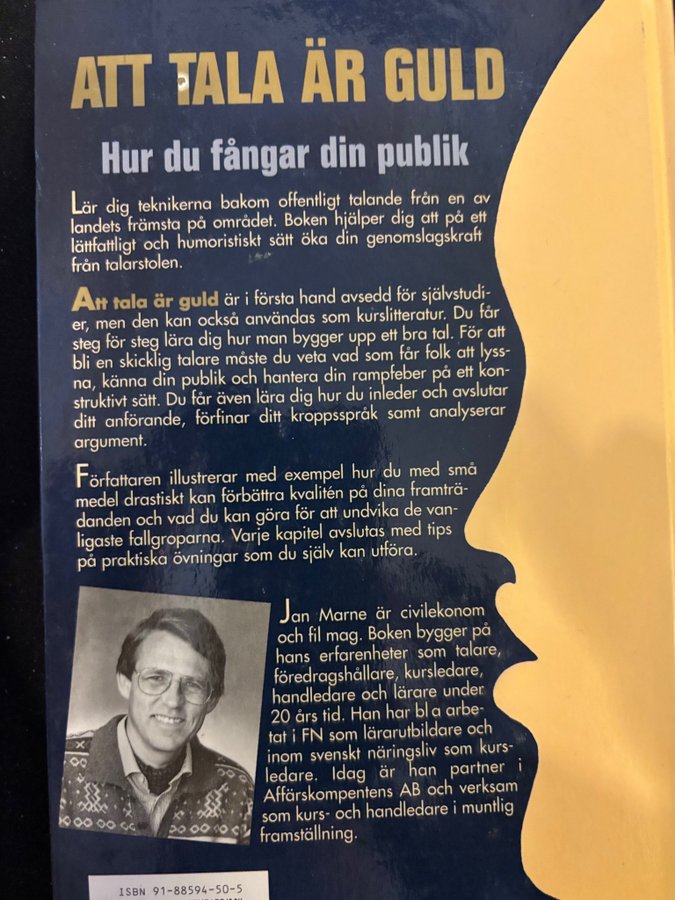 ATT TALA ÄR GULD
Hur du fångar din publik
Lär dig teknikerna bakom offentligt talande från en av
landets främsta på området. Boken hjälper dig att på ett
lättfattligt och humoristiskt sätt öka din genomslagskraft
från talarstolen.
Att tala är guld är i första hand avsedd för självstudi-
er, men den kan också användas som kurslitteratur. Du får
steg för steg lära dig hur man bygger upp ett bra tal. För att
bli en skicklig talare måste du veta vad som får folk att lyss-
na, känna din publik och hantera din rampfeber på ett kon-
struktivt sätt. Du får även lära dig hur du inleder och avslutar
ditt anförande, förfinar ditt kroppsspråk samt analyserar
argument.
Författaren illustrerar med exempel hur du med små
medel drastiskt kan förbättra kvalitén på dina framträ-
danden och vad du kan göra för att undvika de van-
ligaste fallgroparna. Varje kapitel avslutas med tips
på praktiska övningar som du själv kan utföra.
Jan Marne är civilekonom
och fil mag. Boken bygger på
hans erfarenheter som talare,
föredragshållare, kursledare,
handledare och lärare under
20 års tid. Han har bl a arbe-
tat i FN som lärarutbildare och
inom svenskt näringsliv som kurs-
ledare. Idag är han partner i
Affärskompetens AB och verksam
som kurs- och handledare i muntlig
framställning.
ISBN 91-88594-50-5